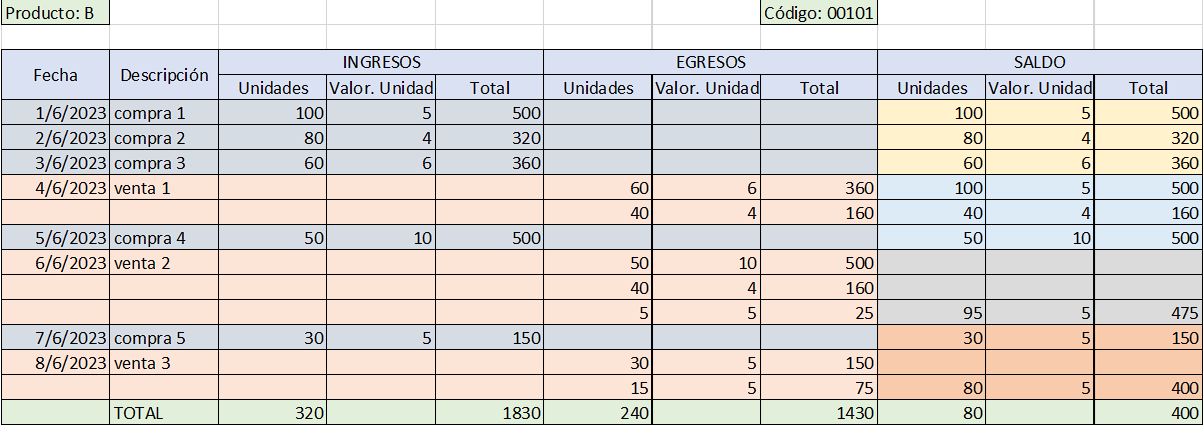 Producto: B Código: 00101
INGRESOS EGRESOS SALDO
Fecha Descripción Unidades Valor. Unidad Total Unidades Valor. Unidad Total Unidades Valor. Unidad Total
1/6/2023 compra 1 100 5 500 100 5 500
2/6/2023 compra 2 80 4 320 80 4 320
3/6/2023 compra 3 60 6 360 60 6 360
4/6/2023 venta 1 60 6 360 100 5 500
40 4 160 40 4 160
5/6/2023 compra 4 50 10 500 50 10 500
6/6/2023 venta 2 50 10 500
40 4 160
5 5 25 95 5 475
7/6/2023 compra 5 30 5 150 30 5 150
8/6/2023 venta 3 30 5 150
15 5 75 80 5 400
TOTAL 320 1830 240 1430 80 400